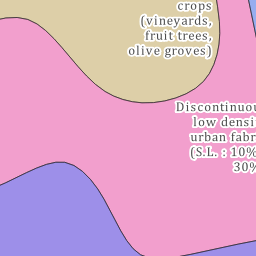 crops
(vineyards,
fruit trees,
olive groves)
Discontinuou
low densi
urban fabr
(S.L. : 10%
30%